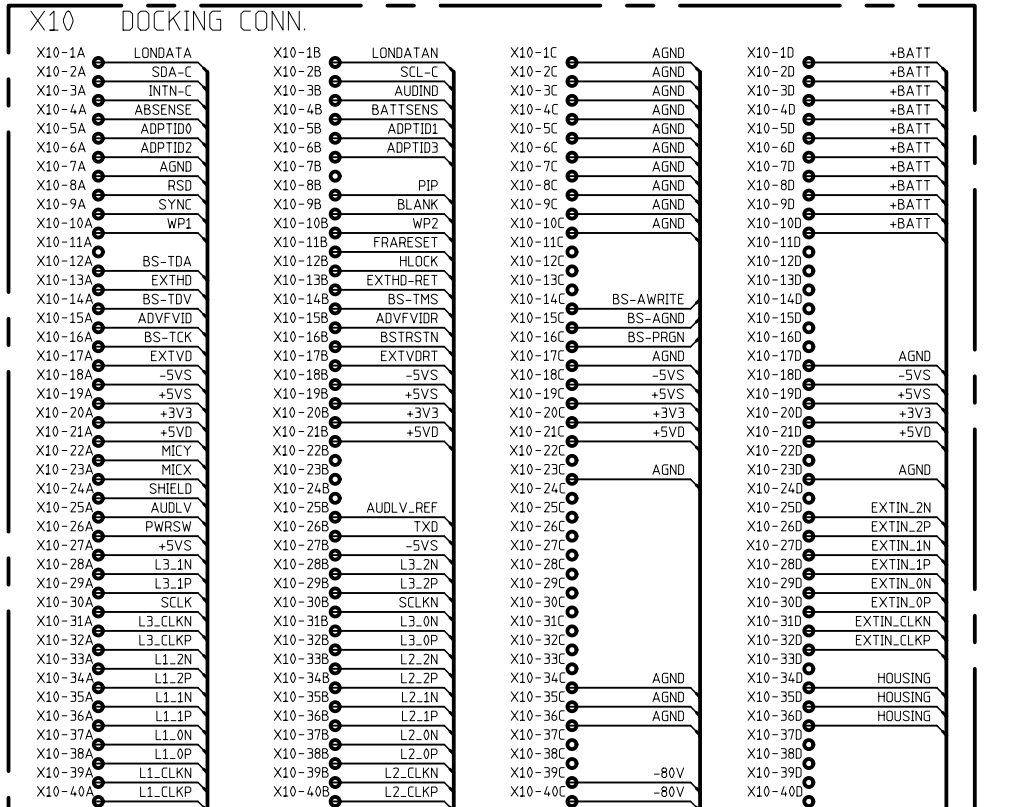 X10 DOCKING CONN.
X10-1A LONDATA X10-1B LONDATAN X10-1C AGND X10-1D +BATT
X10-2A SDA-C X10-2B SCL-C X10-2C AGND X10-2D +BATT
X10-3A INTN-C X10-3B AUDIND X10-3C AGND X10-3D +BATT
X10-4A ABSENSE X10-4B BATTSENS X10-4C AGND X10-4D +BATT
X10-5A ADPTID0 X10-5B ADPTID1 X10-5C AGND X10-5D +BATT
X10-6A ADPTID2 X10-6B ADPTID3 X10-6C AGND X10-6D +BATT
X10-7A AGND X10-7B X10-7C AGND X10-7D +BATT
X10-8A RSD X10-8B PIP X10-8C AGND X10-8D +BATT
X10-9A SYNC X10-9B BLANK X10-9C AGND X10-9D +BATT
X10-10A WP1 X10-10B WP2 X10-10C AGND X10-10D +BATT
X10-11A X10-11B FRARESET X10-11C X10-11D
X10-12A BS-TDA X10-12B HLOCK X10-12C X10-12D
X10-13A EXTHD X10-13B EXTHD-RET X10-13C X10-13D
X10-14A BS-TDV X10-14B BS-TMS X10-14C BS-AWRITE X10-14D
X10-15A ADVFVID X10-15B ADVFVIDR X10-15C BS-AGND X10-15D
X10-16A BS-TCK X10-16B BSTRSTN X10-16C BS-PRGN X10-16D
X10-17A EXTVD X10-17B EXTVDRT X10-17C AGND X10-17D AGND
X10-18A -5VS X10-18B -5VS X10-18C -5VS X10-18D -5VS
X10-19A +5VS X10-19B +5VS X10-19C +5VS X10-19D +5VS
X10-20A +3V3 X10-20B +3V3 X10-20C +3V3 X10-20D +3V3
X10-21A +5VD X10-21B +5VD X10-21C +5VD X10-21D +5VD
X10-22A MICY X10-22B X10-22C X10-22D
X10-23A MICX X10-23B X10-23C AGND X10-23D AGND
X10-24A SHIELD X10-24B X10-24C X10-24D
X10-25A AUDLV X10-25B AUDLV_REF X10-25C X10-25D EXTIN_2N
X10-26A PWRSW X10-26B TXD X10-26C X10-26D EXTIN_2P
X10-27A +5VS X10-27B -5VS X10-27C X10-27D EXTIN_1N
X10-28A L3_1N X10-28B L3_2N X10-28C X10-28D EXTIN_1P
X10-29A L3_1P X10-29B L3_2P X10-29C X10-29D EXTIN_0N
X10-30A SCLK X10-30B SCLKN X10-30C X10-30D EXTIN_0P
X10-31A L3_CLKN X10-31B L3_0N X10-31C X10-31D EXTIN_CLKN
X10-32A L3_CLKP X10-32B L3_0P X10-32C X10-32D EXTIN_CLKP
X10-33A L1_2N X10-33B L2_2N X10-33C X10-33D
X10-34A L1_2P X10-34B L2_2P X10-34C AGND X10-34D HOUSING
X10-35A L1_1N X10-35B L2_1N X10-35C AGND X10-35D HOUSING
X10-36A L1_1P X10-36B L2_1P X10-36C AGND X10-36D HOUSING
X10-37A L1_0N X10-37B L2_0N X10-37C X10-37D
X10-38A L1_0P X10-38B L2_0P X10-38C X10-38D
X10-39A L1_CLKN X10-39B L2_CLKN X10-39C -80V X10-39D
X10-40A L1_CLKP X10-40B L2_CLKP X10-40C -80V X10-40D